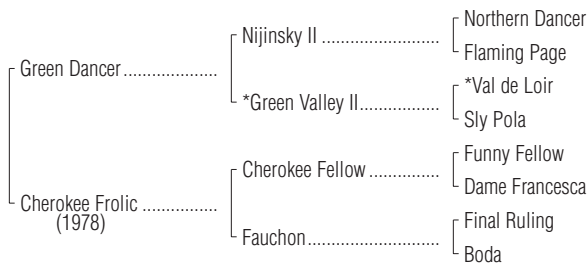 Northern Dancer
Nijinsky II ........................
Flaming Page
Green Dancer ...................
*Val de Loir
*Green Valley II ................
Sly Pola
Funny Fellow
Cherokee Fellow ..............
Dame Francesca
Cherokee Frolic ...............
(1978)
Final Ruling
Fauchon ...........................
Boda